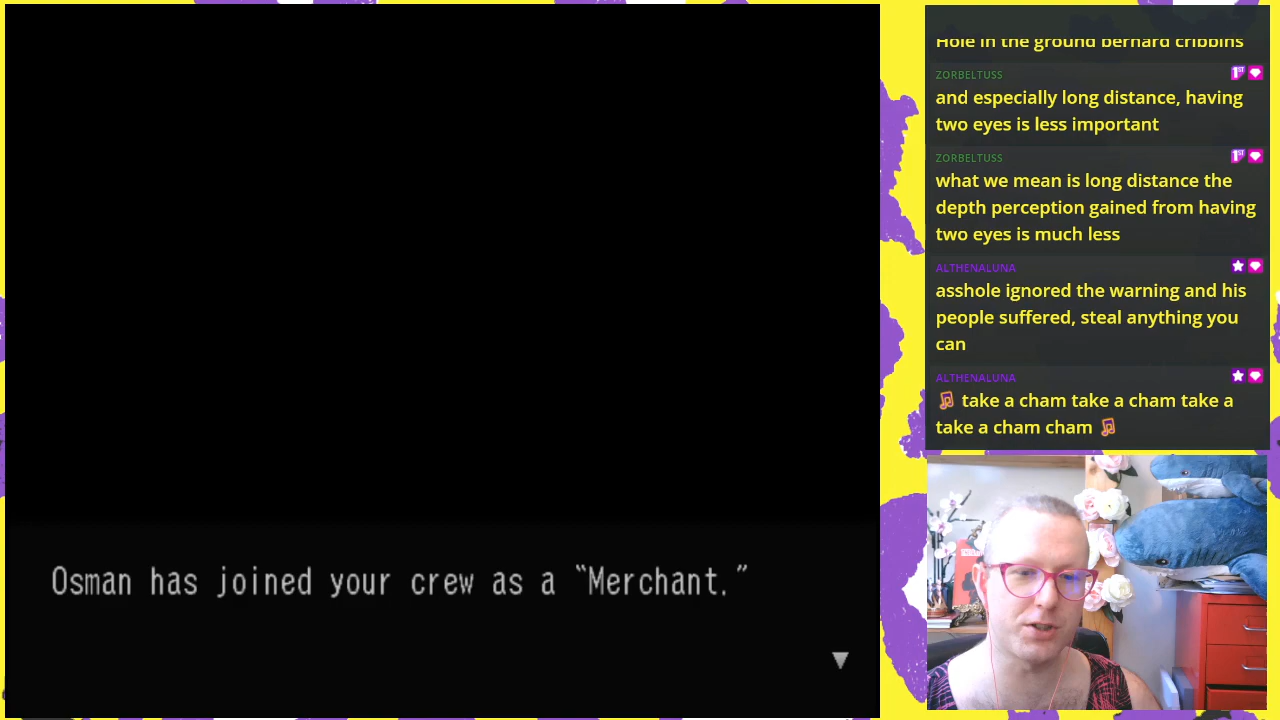 Hole in the ground bernard cribbins
ZORBELTUSS
and especially long distance, having
two eyes is less important
ZORBELTUSS
what we mean is long distance the
depth perception gained from having
two eyes is much less
ALTHENALUNA
asshole ignored the warning and his
people suffered, steal anything you
can
ALTHENALUNA
🎵 take a cham take a cham take a
take a cham cham 🎵
Osman has joined your crew as a “Merchant.”